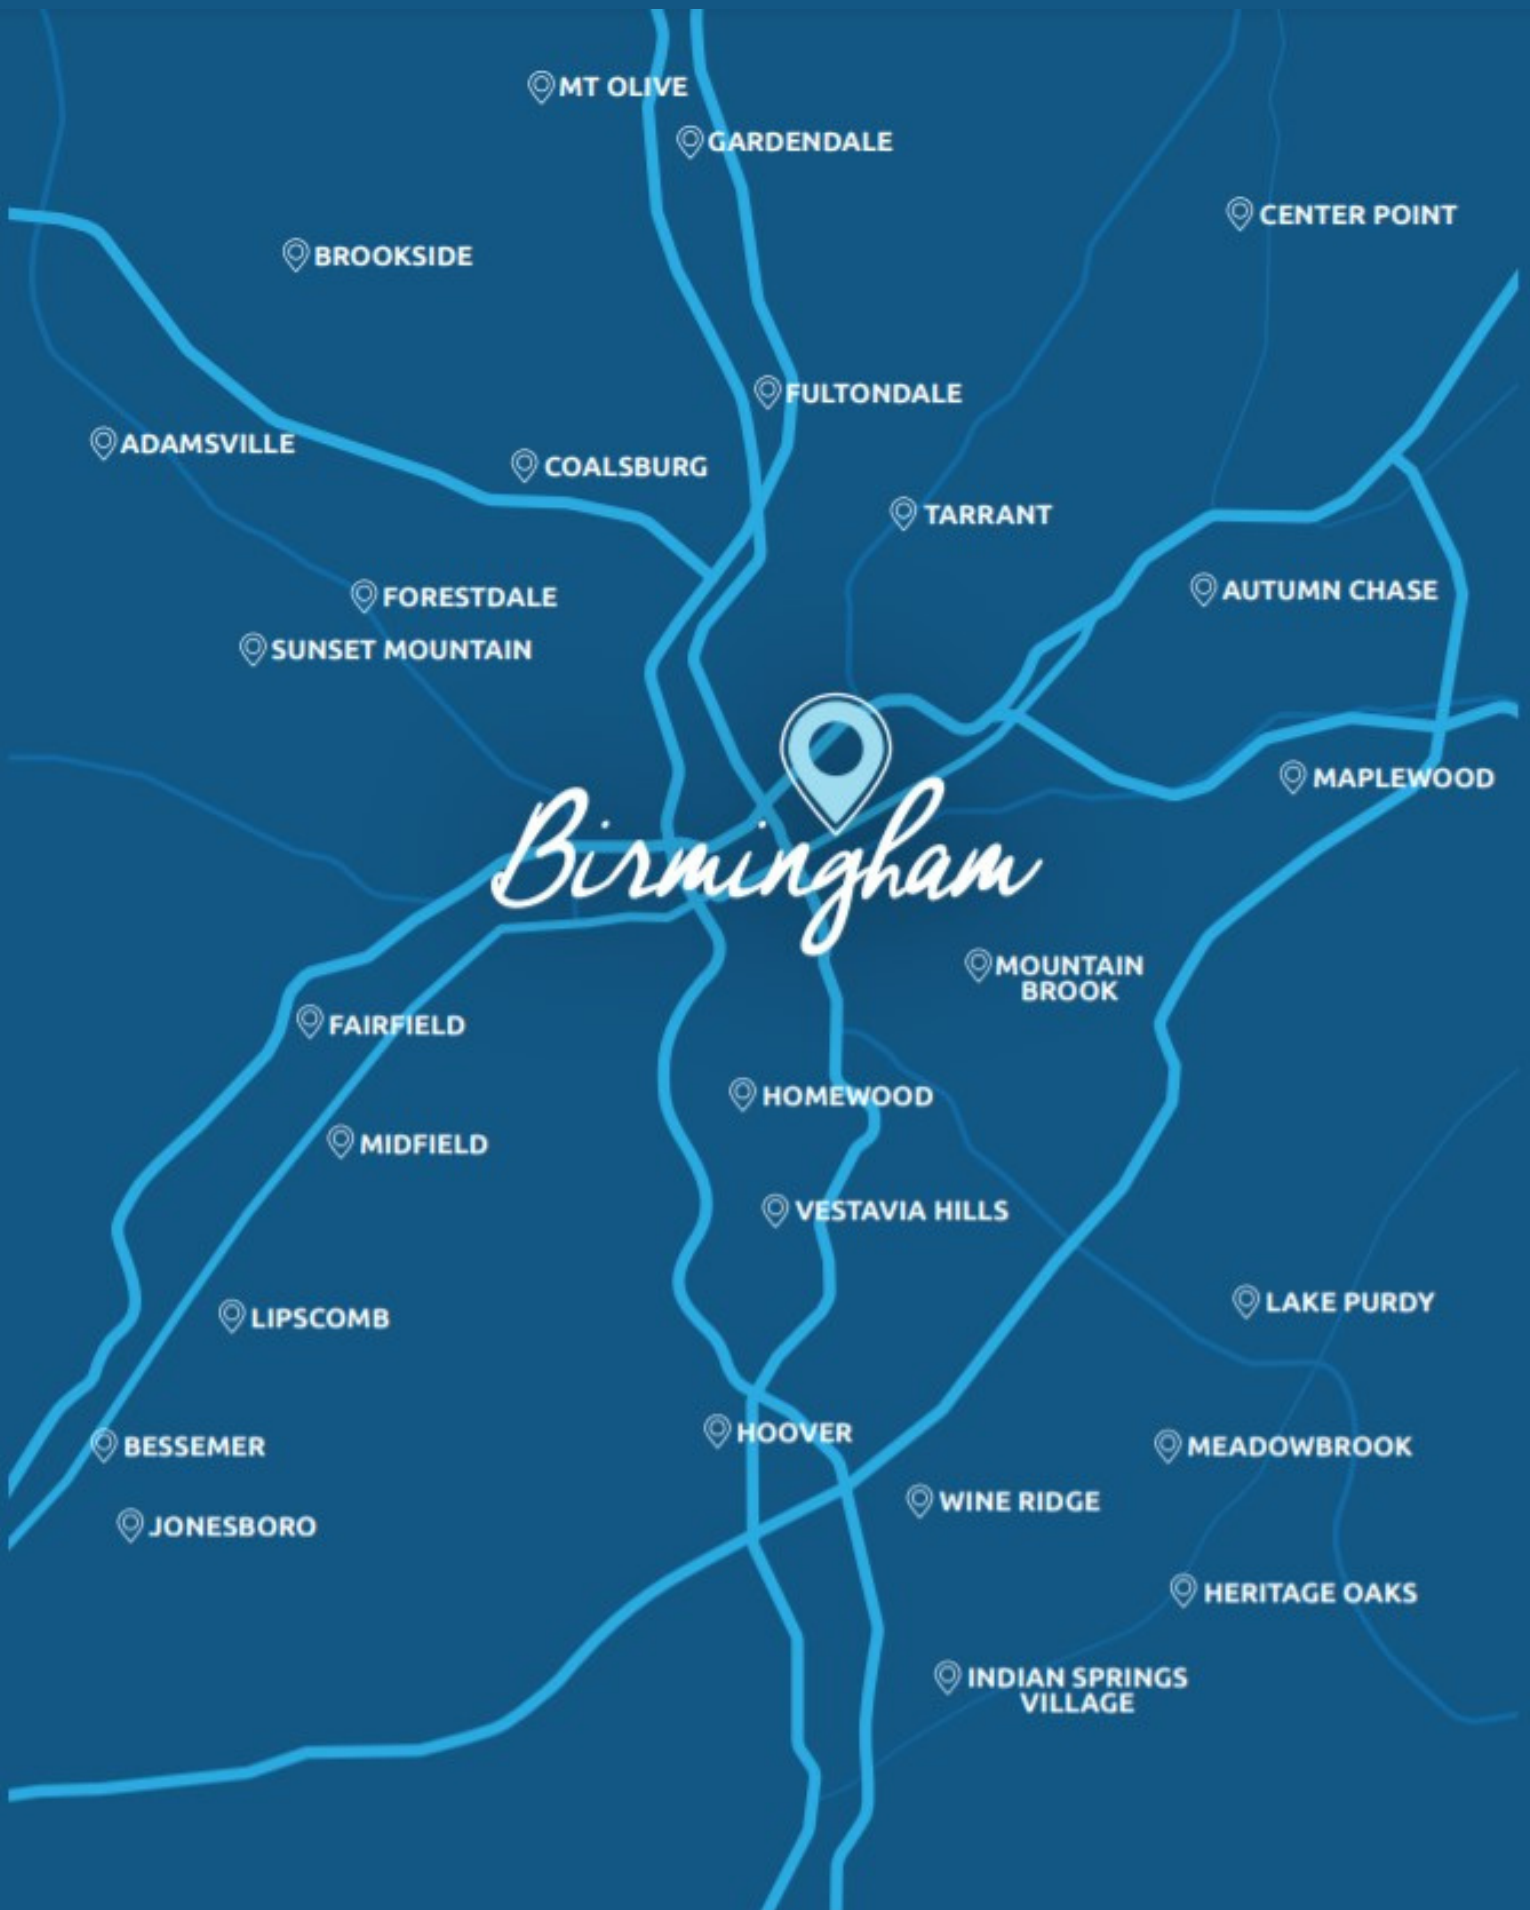 MT OLIVE
GARDENDALE
CENTER POINT
BROOKSIDE
FULTONDALE
ADAMSVILLE
COALSBURG
TARRANT
AUTUMN CHASE
FORESTDALE
SUNSET MOUNTAIN
MAPLEWOOD
Birmingham
MOUNTAIN
BROOK
FAIRFIELD
HOMEWOOD
MIDFIELD
VESTAVIA HILLS
LAKE PURDY
LIPSCOMB
HOOVER
BESSEMER
MEADOWBROOK
WINE RIDGE
JONESBORO
HERITAGE OAKS
INDIAN SPRINGS
VILLAGE